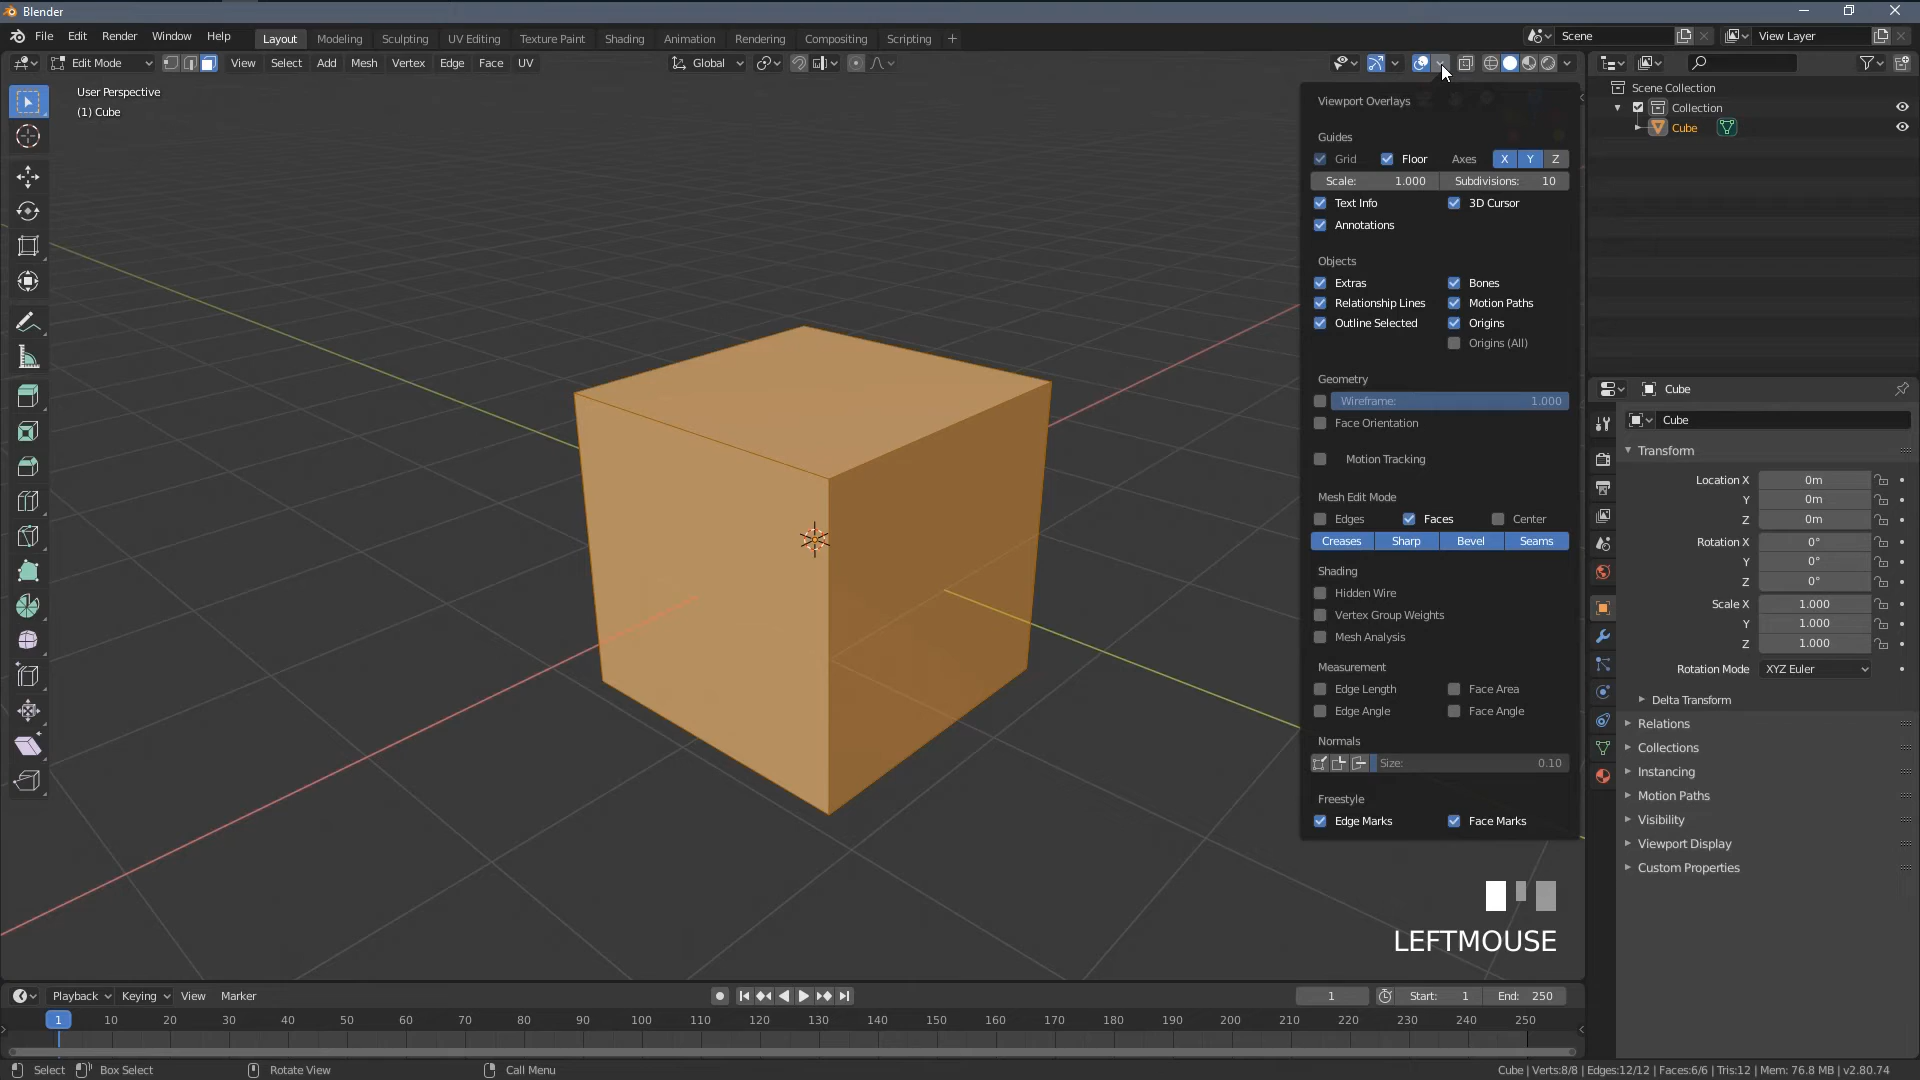 Blender
File Edit Render Window Help Layout Modeling Sculpting UV Editing Texture Paint Shading Animation Rendering Compositing Scripting + Scene View Layer
Edit Mode View Select Add Mesh Vertex Edge Face UV Global
User Perspective
(1) Cube
Viewport Overlays
Guides
Grid Floor Axes X Y Z
Scale: 1.000 Subdivisions: 10
Text Info 3D Cursor
Annotations
Objects
Extras Bones
Relationship Lines Motion Paths
Outline Selected Origins
Origins (All)
Geometry
Wireframe: 1.000
Face Orientation
Motion Tracking
Mesh Edit Mode
Edges Faces Center
Creases Sharp Bevel Seams
Shading
Hidden Wire
Vertex Group Weights
Mesh Analysis
Measurement
Edge Length Face Area
Edge Angle Face Angle
Normals
Size: 0.10
Freestyle
Edge Marks Face Marks
LEFTMOUSE
Scene Collection
Collection
Cube
Cube
Cube
Transform
Location X 0m
Y 0m
Z 0m
Rotation X 0°
Y 0°
Z 0°
Scale X 1.000
Y 1.000
Z 1.000
Rotation Mode XYZ Euler
Delta Transform
Relations
Collections
Instancing
Motion Paths
Visibility
Viewport Display
Custom Properties
Playback Keying View Marker 1 Start: 1 End: 250
1 10 20 30 40 50 60 70 80 90 100 110 120 130 140 150 160 170 180 190 200 210 220 230 240 250
Select Box Select Rotate View Call Menu Cube | Verts:8/8 | Edges:12/12 | Faces:6/6 | Tris:12 | Mem: 76.8 MB | v2.80.74